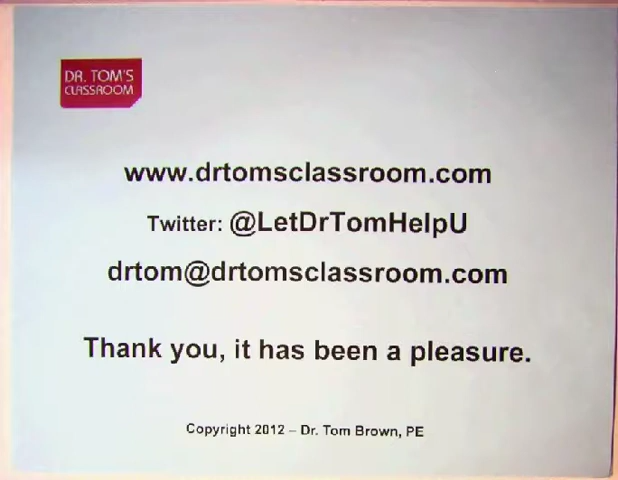 DR. TOM'S
CLASSROOM
www.drtomsclassroom.com
Twitter: @LetDrTomHelpU
drtom@drtomsclassroom.com
Thank you, it has been a pleasure.
Copyright 2012 – Dr. Tom Brown, PE